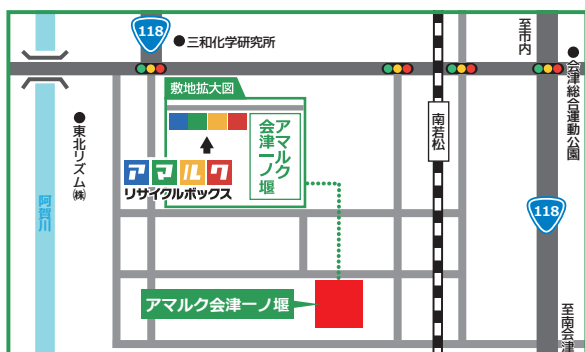 118
●三和化学研究所
至市内
●会津総合運動公園
敷地拡大図
アマルク
会津一ノ堰
南若松
●東北リズム㈱
アマルク
リサイクルボックス
阿賀川
118
アマルク会津一ノ堰
至南会津